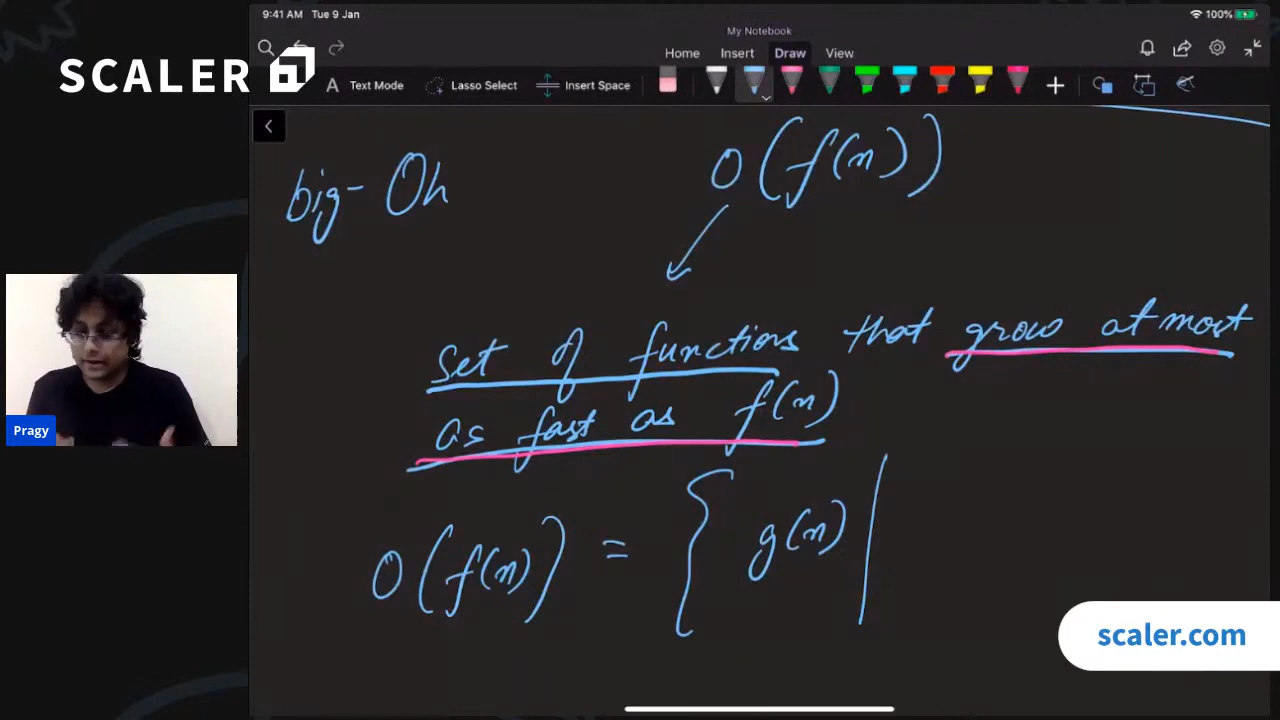 9:41 AM Tue 9 Jan
100%
My Notebook
Home Insert Draw View
SCALER
Text Mode Lasso Select Insert Space
big- Oh
O(f(n))
Set of functions that grow at most
as fast as f(n)
Pragy
O(f(n)) = { g(n) |
scaler.com